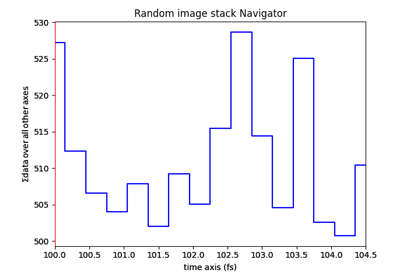 Random image stack Navigator
530
525
520
515
510
505
500
Σdata over all other axes
100.0 100.5 101.0 101.5 102.0 102.5 103.0 103.5 104.0 104.5
time axis (fs)